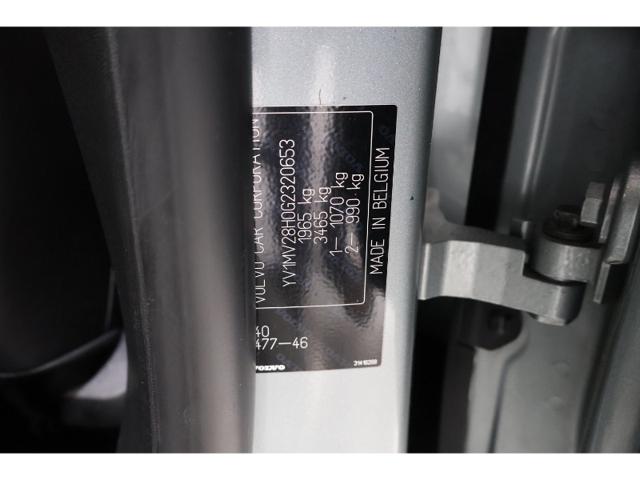 VOLVO CAR CORPORATION
YV1MV28H0G2320653
1965 kg
3465 kg
1- 1070 kg
2- 990 kg
MADE IN BELGIUM
40
477-46
VOLVO